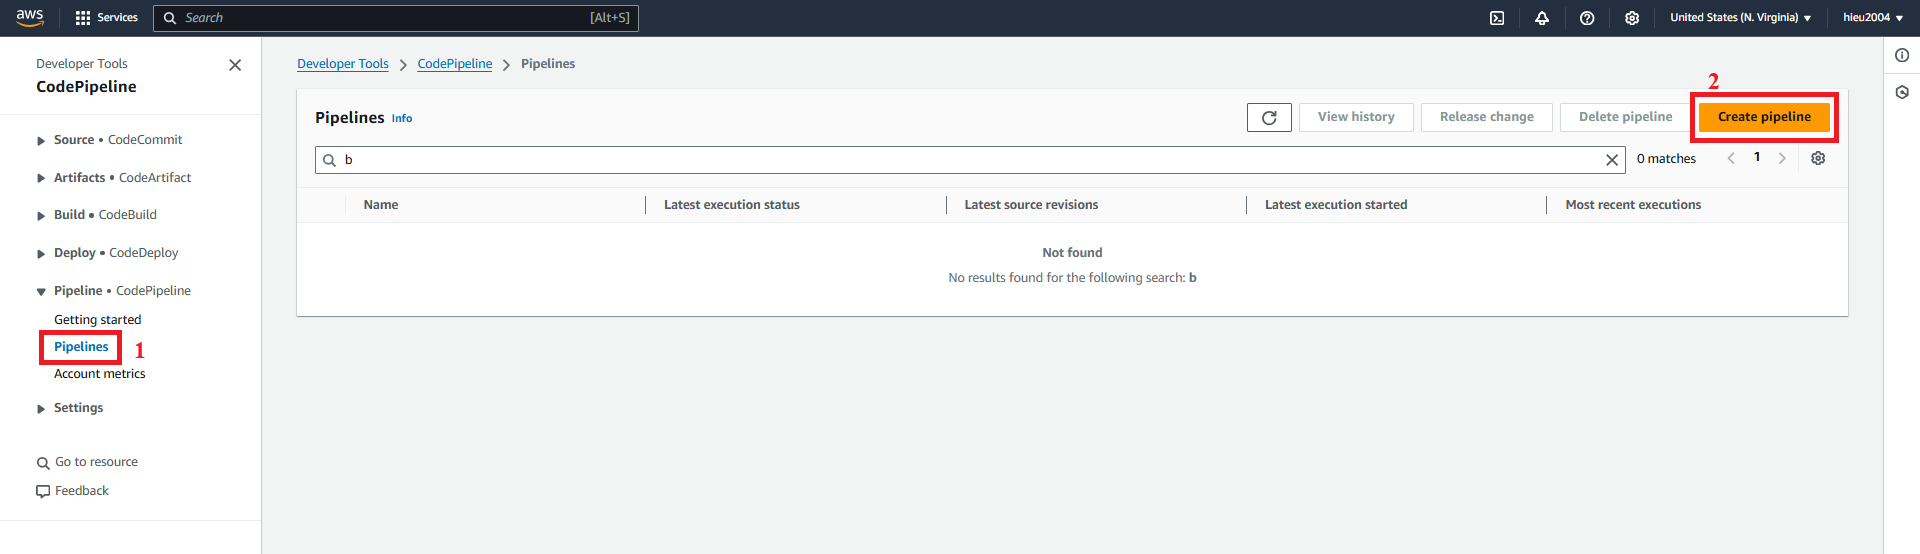 aws
Services
Search [Alt+S]
United States (N. Virginia)
hieu2004
Developer Tools
CodePipeline
Source • CodeCommit
Artifacts • CodeArtifact
Build • CodeBuild
Deploy • CodeDeploy
Pipeline • CodePipeline
Getting started
Pipelines 1
Account metrics
Settings
Go to resource
Feedback
Developer Tools > CodePipeline > Pipelines
2
Pipelines Info
View history
Release change
Delete pipeline
Create pipeline
b
0 matches
1
Name Latest execution status Latest source revisions Latest execution started Most recent executions
Not found
No results found for the following search: b